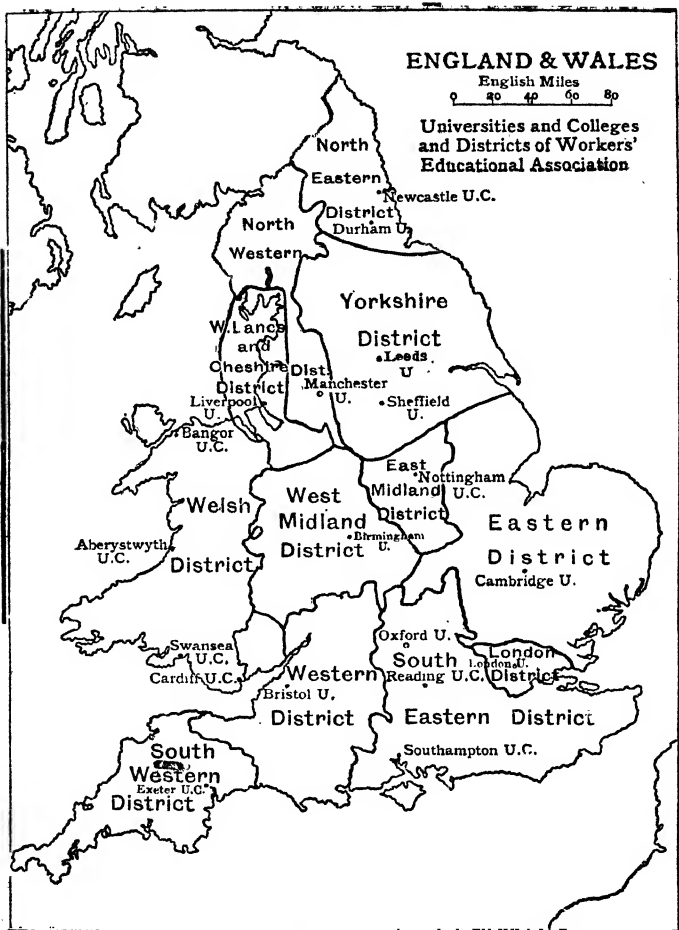 ENGLAND & WALES
English Miles
0 20 40 60 80
Universities and Colleges
and Districts of Workers'
Educational Association
North
Eastern
District
Newcastle U.C.
Durham U.
North
Western
Dist.
Yorkshire
District
Leeds
U
Sheffield
U.
W. Lancs
and
Cheshire
District
Liverpool
U.
Manchester
U.
Bangor
U.C.
Welsh
District
Aberystwyth
U.C.
West
Midland
District
Birmingham
U.
East
Midland
District
Nottingham
U.C.
Eastern
District
Cambridge U.
Swansea
U.C.
Cardiff U.C.
Western
District
Bristol U.
Oxford U.
South
Eastern District
Reading U.C.
Southampton U.C.
London
District
London U.
South
Western
District
Exeter U.C.